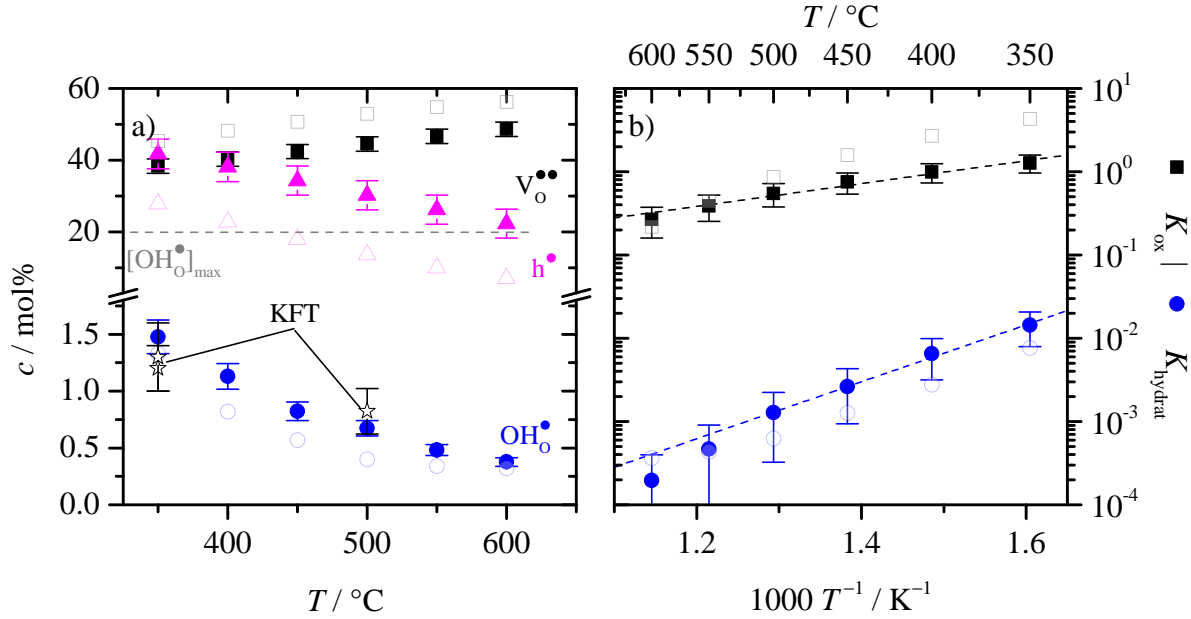 T / °C
600 550 500 450 400 350
60
40
20
1.5
1.0
0.5
0.0
a)
V_O^••
[OH_O^•]_max
h^•
KFT
OH_O^•
c / mol%
400 500 600
T / °C
b)
10^1
10^0
10^-1
10^-2
10^-3
10^-4
K_hydrat | K_ox
1.2 1.4 1.6
1000 T^−1 / K^−1